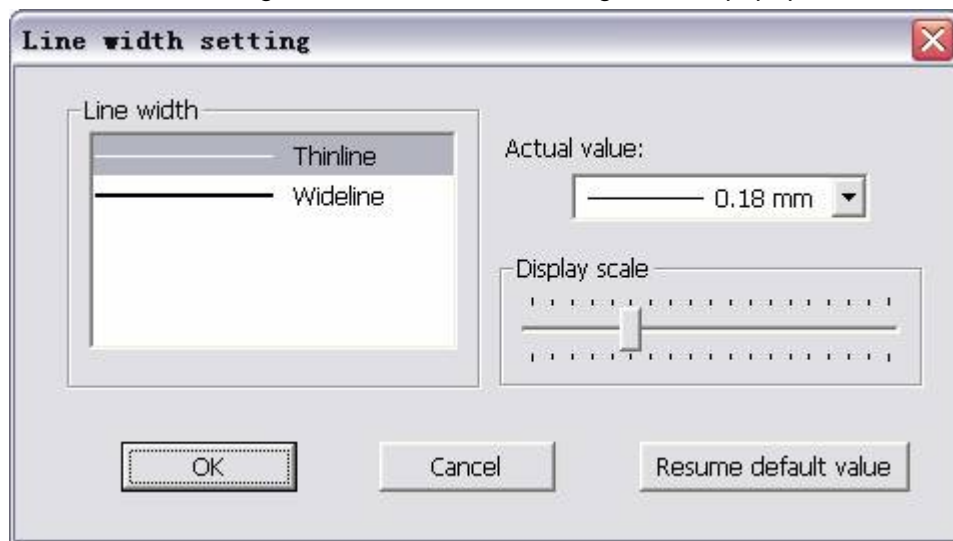 Line width setting
Line width
Thinline
Wideline
Actual value:
0.18 mm
Display scale
OK
Cancel
Resume default value